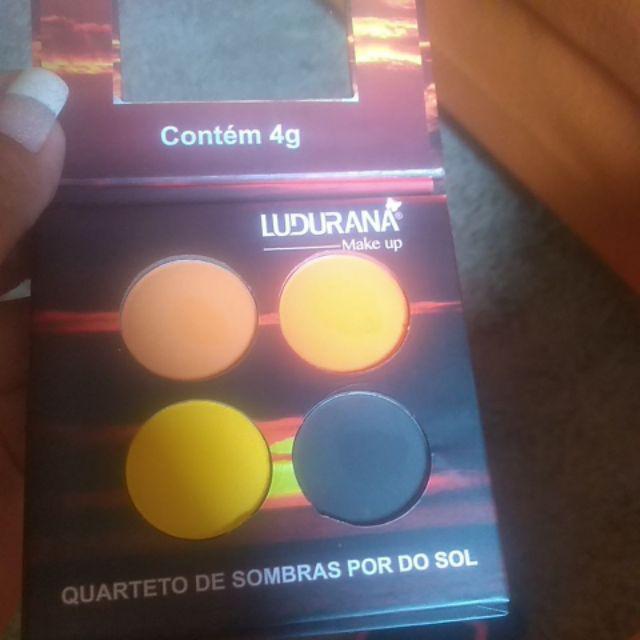 Contém 4g
LUDURANA®
Make up
QUARTETO DE SOMBRAS POR DO SOL